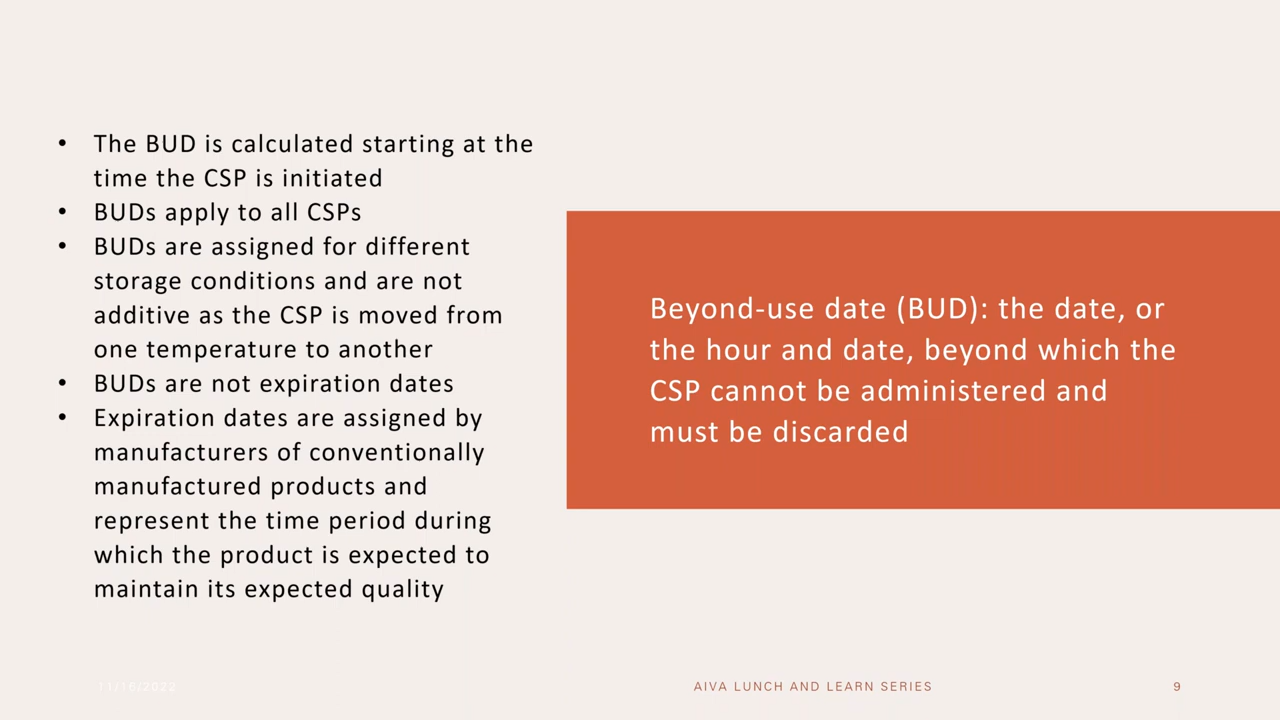 • The BUD is calculated starting at the
time the CSP is initiated
• BUDs apply to all CSPs
• BUDs are assigned for different
storage conditions and are not
additive as the CSP is moved from
one temperature to another
• BUDs are not expiration dates
• Expiration dates are assigned by
manufacturers of conventionally
manufactured products and
represent the time period during
which the product is expected to
maintain its expected quality
Beyond-use date (BUD): the date, or
the hour and date, beyond which the
CSP cannot be administered and
must be discarded
11/16/2022
AIVA LUNCH AND LEARN SERIES
9